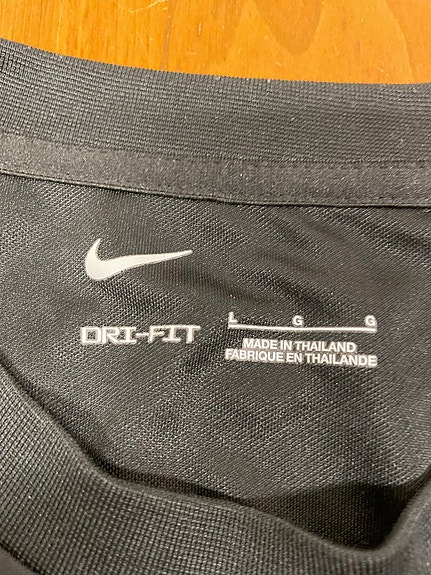 DRI-FIT
L G G
MADE IN THAILAND
FABRIQUE EN THAILANDE